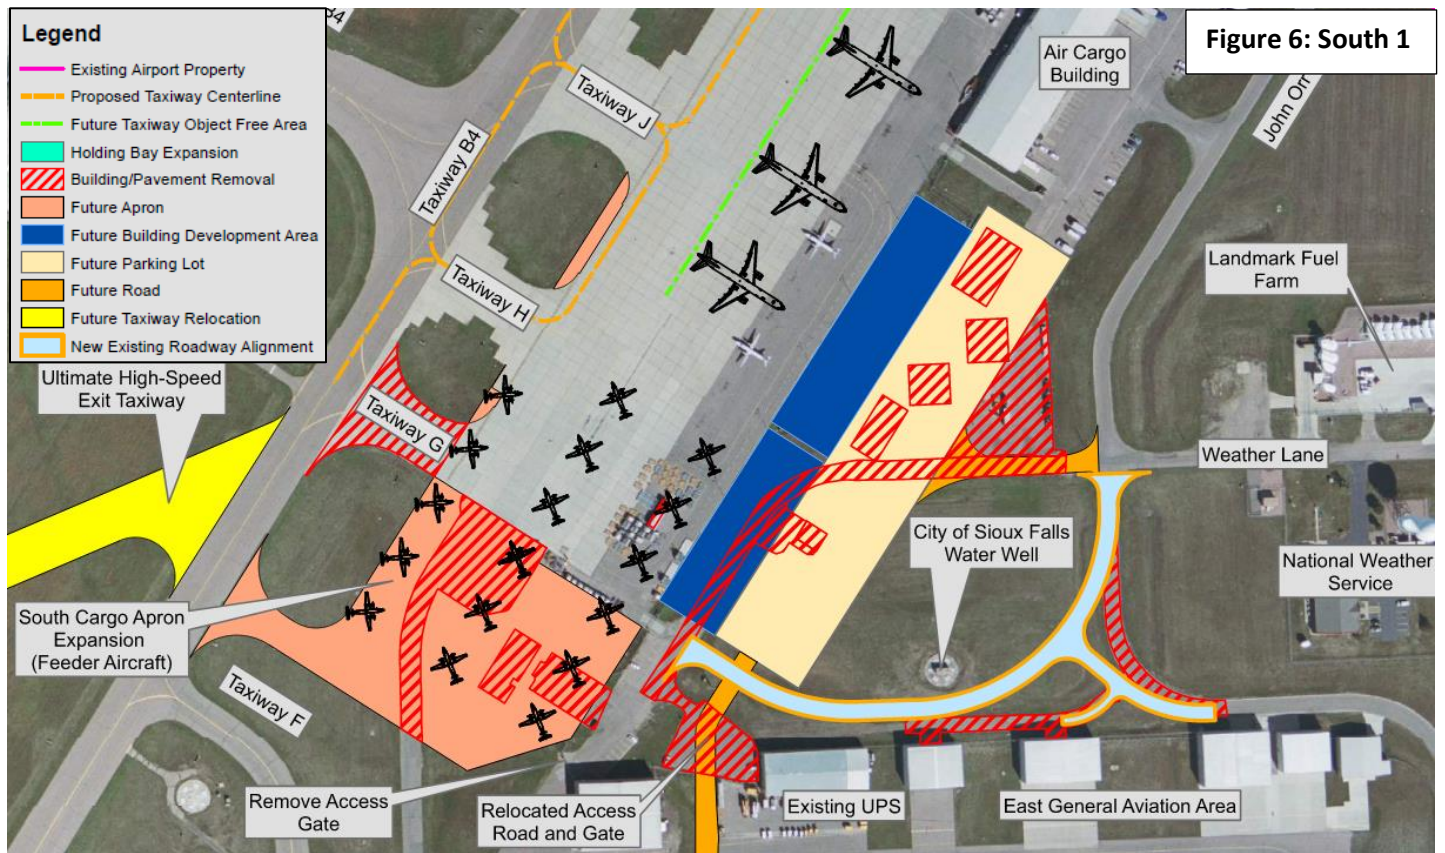 Legend
Existing Airport Property
Proposed Taxiway Centerline
Future Taxiway Object Free Area
Holding Bay Expansion
Building/Pavement Removal
Future Apron
Future Building Development Area
Future Parking Lot
Future Road
Future Taxiway Relocation
New Existing Roadway Alignment
Figure 6: South 1
Air Cargo
Building
John Orr
Taxiway J
Taxiway B4
Taxiway H
Landmark Fuel
Farm
Ultimate High-Speed
Exit Taxiway
Taxiway G
Weather Lane
City of Sioux Falls
Water Well
National Weather
Service
South Cargo Apron
Expansion
(Feeder Aircraft)
Taxiway F
Remove Access
Gate
Relocated Access
Road and Gate
Existing UPS
East General Aviation Area